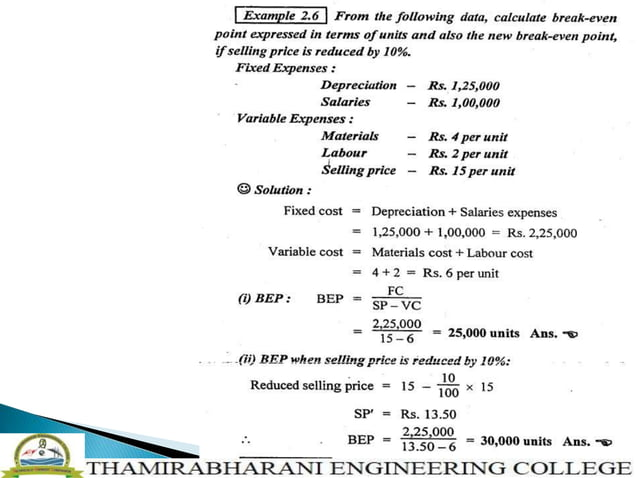 Example 2.6 From the following data, calculate break-even
point expressed in terms of units and also the new break-even point,
if selling price is reduced by 10%.
Fixed Expenses :
Depreciation – Rs. 1,25,000
Salaries – Rs. 1,00,000
Variable Expenses :
Materials – Rs. 4 per unit
Labour – Rs. 2 per unit
Selling price – Rs. 15 per unit
☺ Solution :
Fixed cost = Depreciation + Salaries expenses
= 1,25,000 + 1,00,000 = Rs. 2,25,000
Variable cost = Materials cost + Labour cost
= 4 + 2 = Rs. 6 per unit
(i) BEP : BEP = FC / SP – VC
= 2,25,000 / 15 – 6 = 25,000 units Ans.
(ii) BEP when selling price is reduced by 10%:
Reduced selling price = 15 – 10/100 × 15
SP' = Rs. 13.50
∴ BEP = 2,25,000 / 13.50 – 6 = 30,000 units Ans.
THAMIRABHARANI ENGINEERING COLLEGE